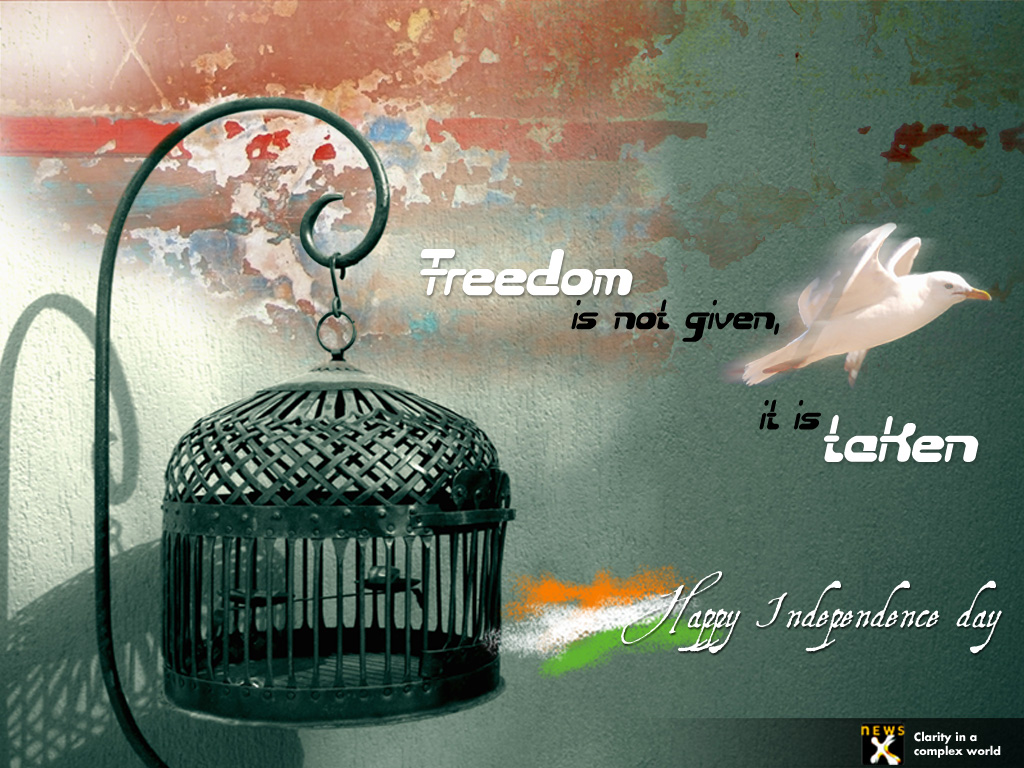 Freedom
is not given,
it is
taken
Happy Independence day
NEWS
X
Clarity in a
complex world